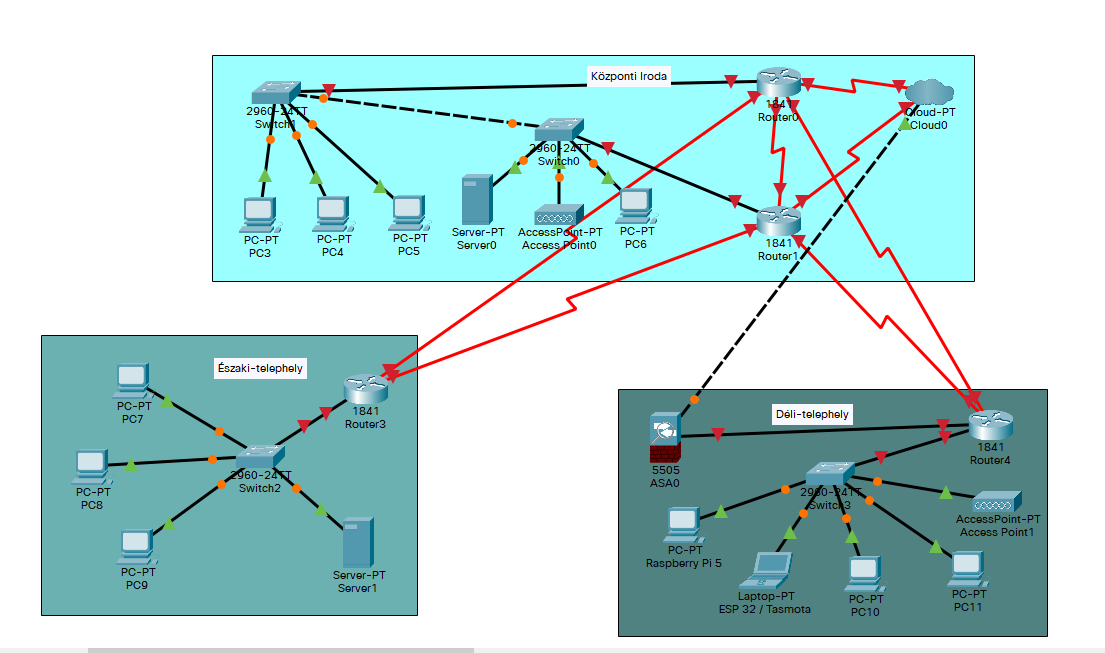 Központi Iroda
2960-24TT
Switch1
1841
Router0
Cloud-PT
Cloud0
2960-24TT
Switch0
PC-PT
PC3
PC-PT
PC4
PC-PT
PC5
Server-PT
Server0
AccessPoint-PT
Access Point0
PC-PT
PC6
1841
Router1
Északi-telephely
PC-PT
PC7
1841
Router3
PC-PT
PC8
2960-24TT
Switch2
PC-PT
PC9
Server-PT
Server1
Déli-telephely
5505
ASA0
1841
Router4
2960-24TT
Switch3
PC-PT
Raspberry Pi 5
Laptop-PT
ESP 32 / Tasmota
PC-PT
PC10
PC-PT
PC11
AccessPoint-PT
Access Point1